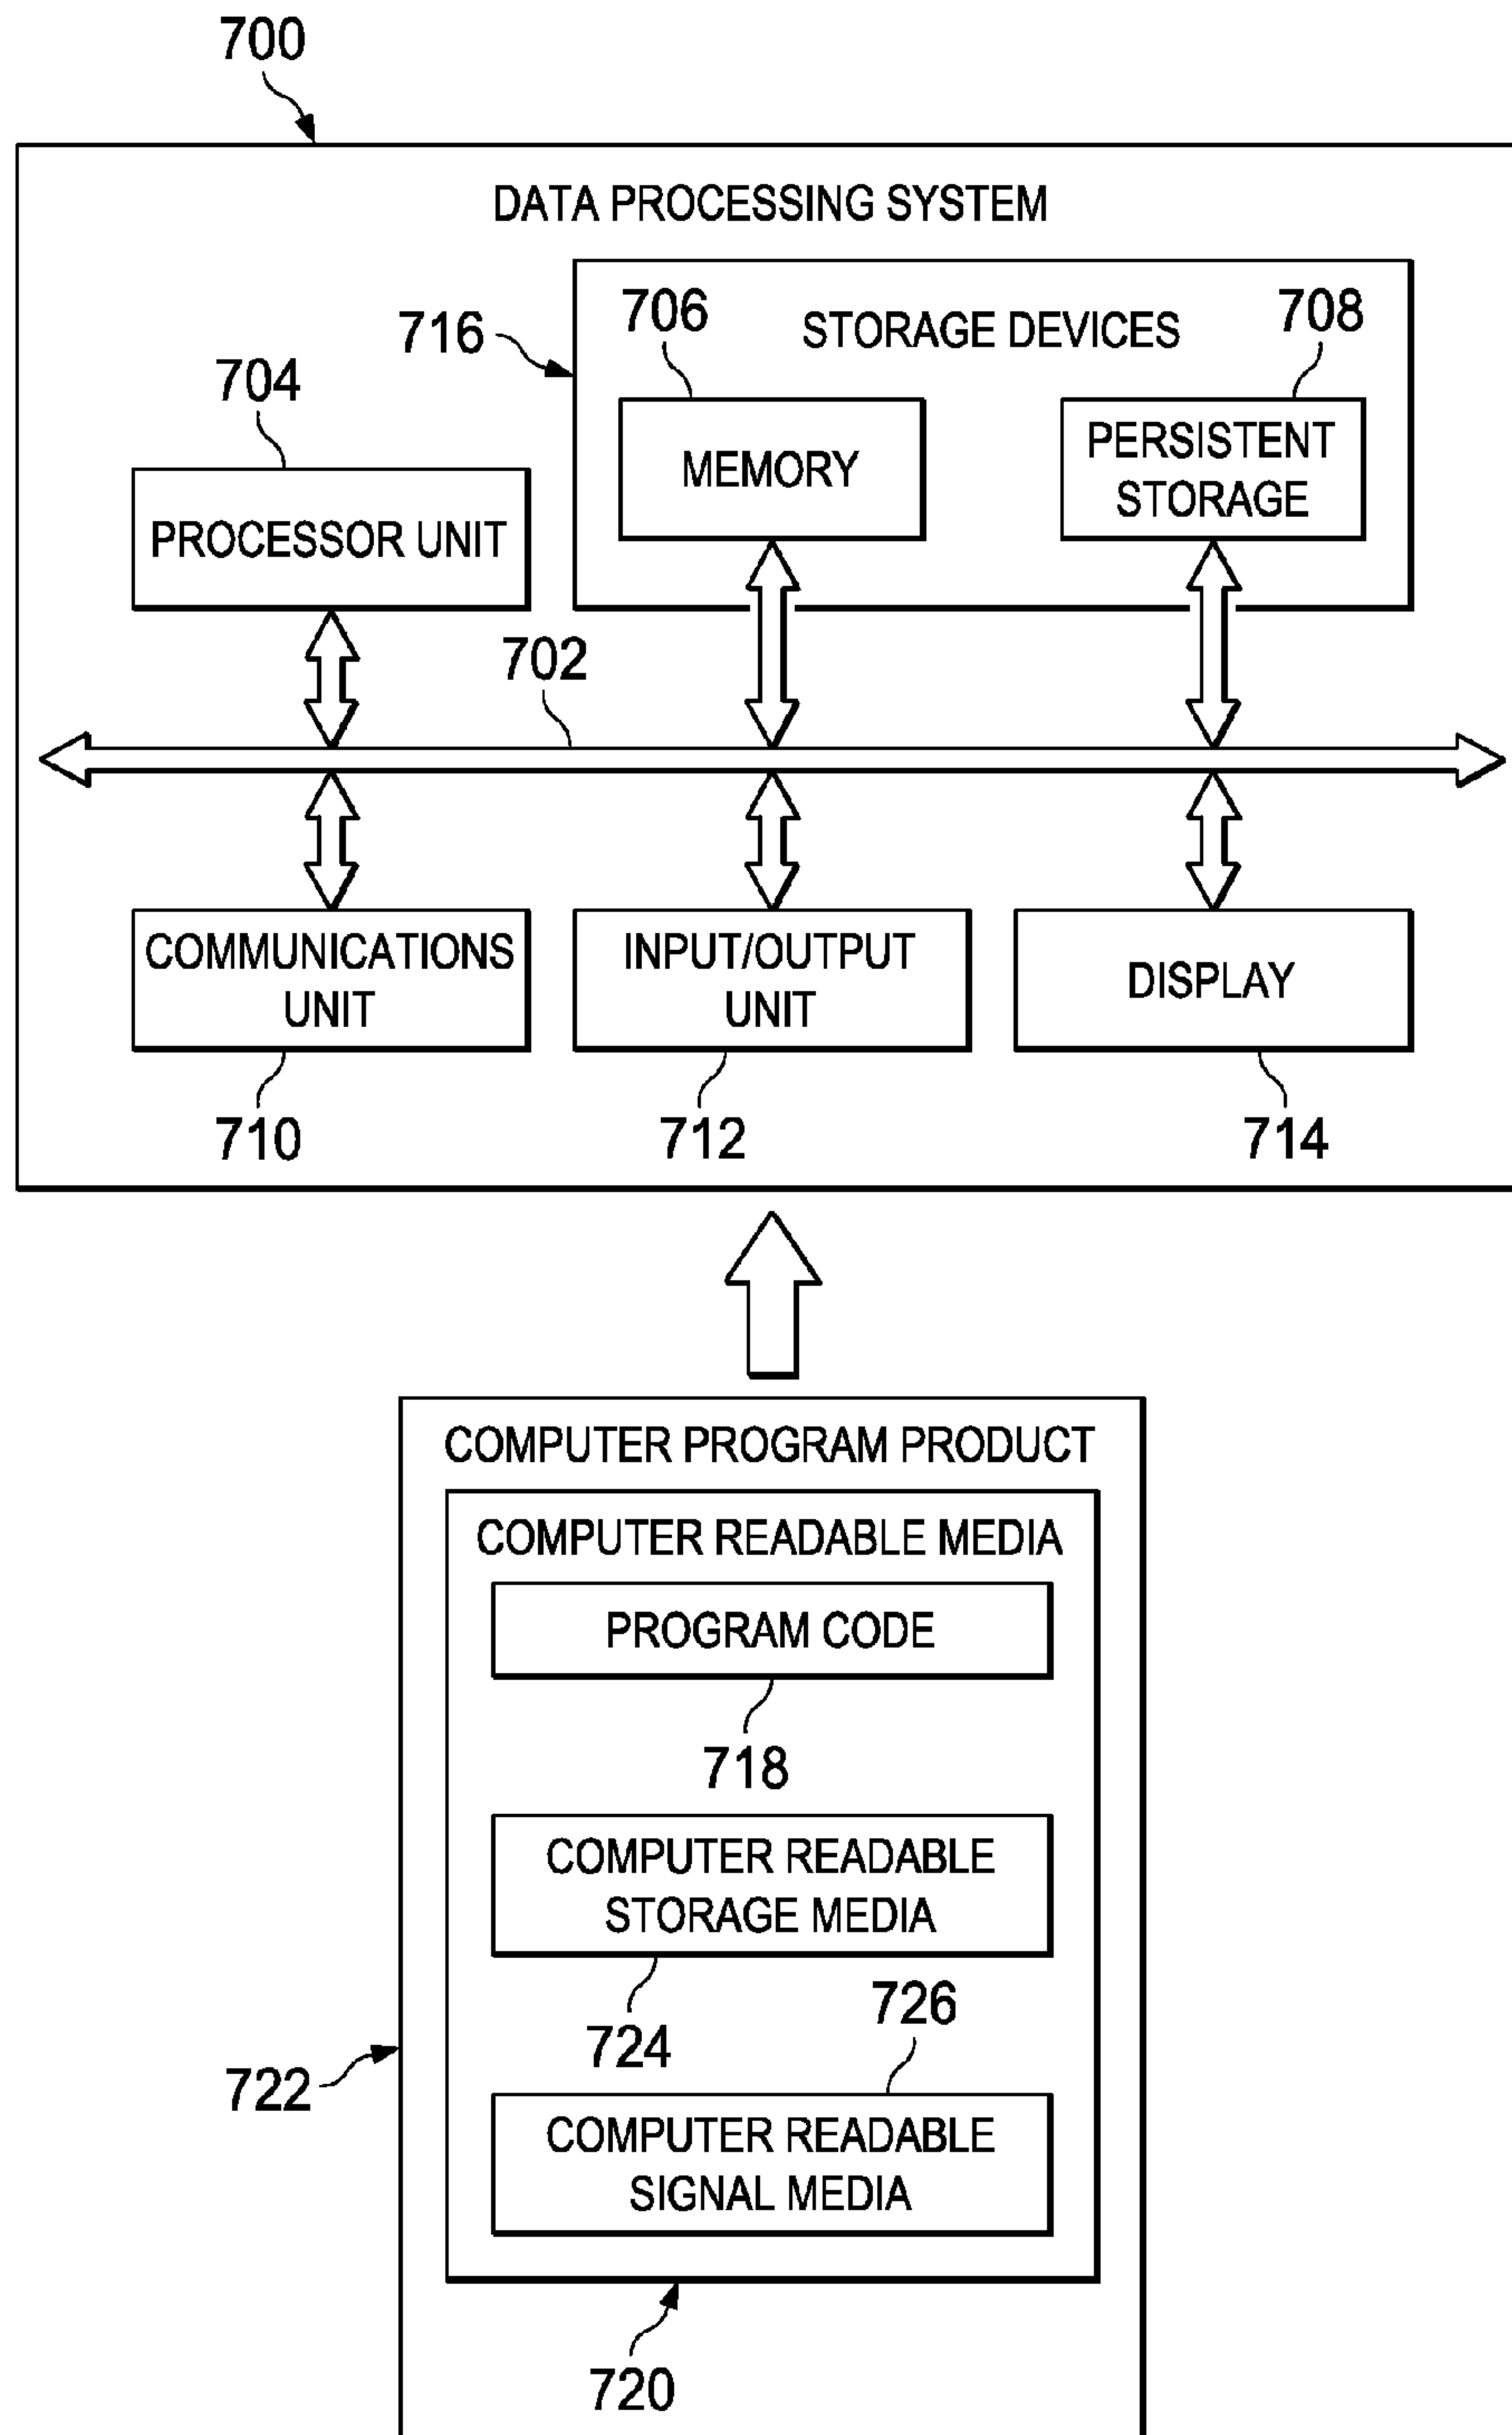 700
DATA PROCESSING SYSTEM
716
706
STORAGE DEVICES
708
704
MEMORY
PERSISTENT
STORAGE
PROCESSOR UNIT
702
COMMUNICATIONS
UNIT
INPUT/OUTPUT
UNIT
DISPLAY
710
712
714
COMPUTER PROGRAM PRODUCT
COMPUTER READABLE MEDIA
PROGRAM CODE
718
COMPUTER READABLE
STORAGE MEDIA
724
726
722
COMPUTER READABLE
SIGNAL MEDIA
720